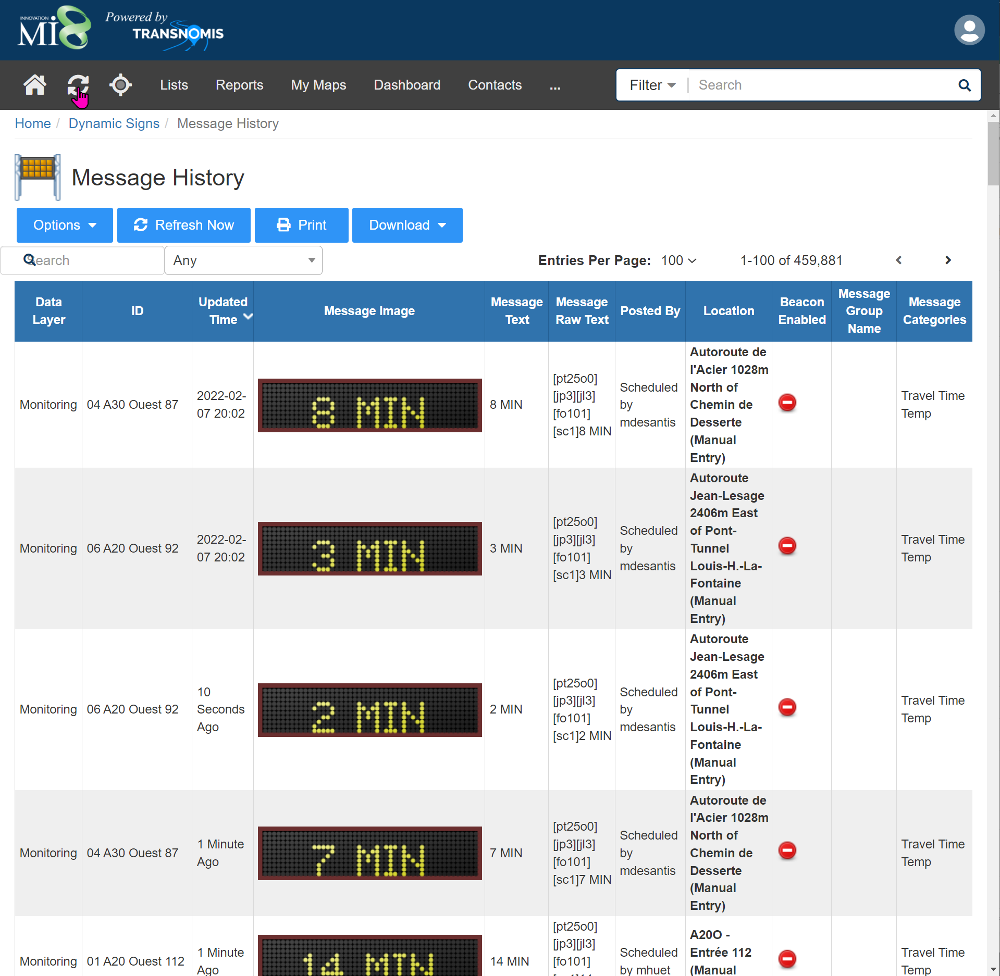 INNOVATION
MI8
Powered by
TRANSNOMIS
Lists Reports My Maps Dashboard Contacts ...
Filter Search
Home / Dynamic Signs / Message History
Message History
Options Refresh Now Print Download
Search Any Entries Per Page: 100 1-100 of 459,881
Data Layer ID Updated Time Message Image Message Text Message Raw Text Posted By Location Beacon Enabled Message Group Name Message Categories
Monitoring
04 A30 Ouest 87
2022-02-
07 20:02
8 MIN
8 MIN
[pt25o0]
[jp3][jl3]
[fo101]
[sc1]8 MIN
Scheduled
by
mdesantis
Autoroute de
l'Acier 1028m
North of
Chemin de
Desserte
(Manual
Entry)
Travel Time
Temp
Monitoring
06 A20 Ouest 92
2022-02-
07 20:02
3 MIN
3 MIN
[pt25o0]
[jp3][jl3]
[fo101]
[sc1]3 MIN
Scheduled
by
mdesantis
Autoroute
Jean-Lesage
2406m East
of Pont-
Tunnel
Louis-H.-La-
Fontaine
(Manual
Entry)
Travel Time
Temp
Monitoring
06 A20 Ouest 92
10
Seconds
Ago
2 MIN
2 MIN
[pt25o0]
[jp3][jl3]
[fo101]
[sc1]2 MIN
Scheduled
by
mdesantis
Autoroute
Jean-Lesage
2406m East
of Pont-
Tunnel
Louis-H.-La-
Fontaine
(Manual
Entry)
Travel Time
Temp
Monitoring
04 A30 Ouest 87
1 Minute
Ago
7 MIN
7 MIN
[pt25o0]
[jp3][jl3]
[fo101]
[sc1]7 MIN
Scheduled
by
mdesantis
Autoroute de
l'Acier 1028m
North of
Chemin de
Desserte
(Manual
Entry)
Travel Time
Temp
Monitoring
01 A20 Ouest 112
1 Minute
Ago
14 MIN
14 MIN
[pt25o0]
[jp3][jl3]
[fo101]
Scheduled
by mhuet
A20O -
Entrée 112
(Manual
Travel Time
Temp